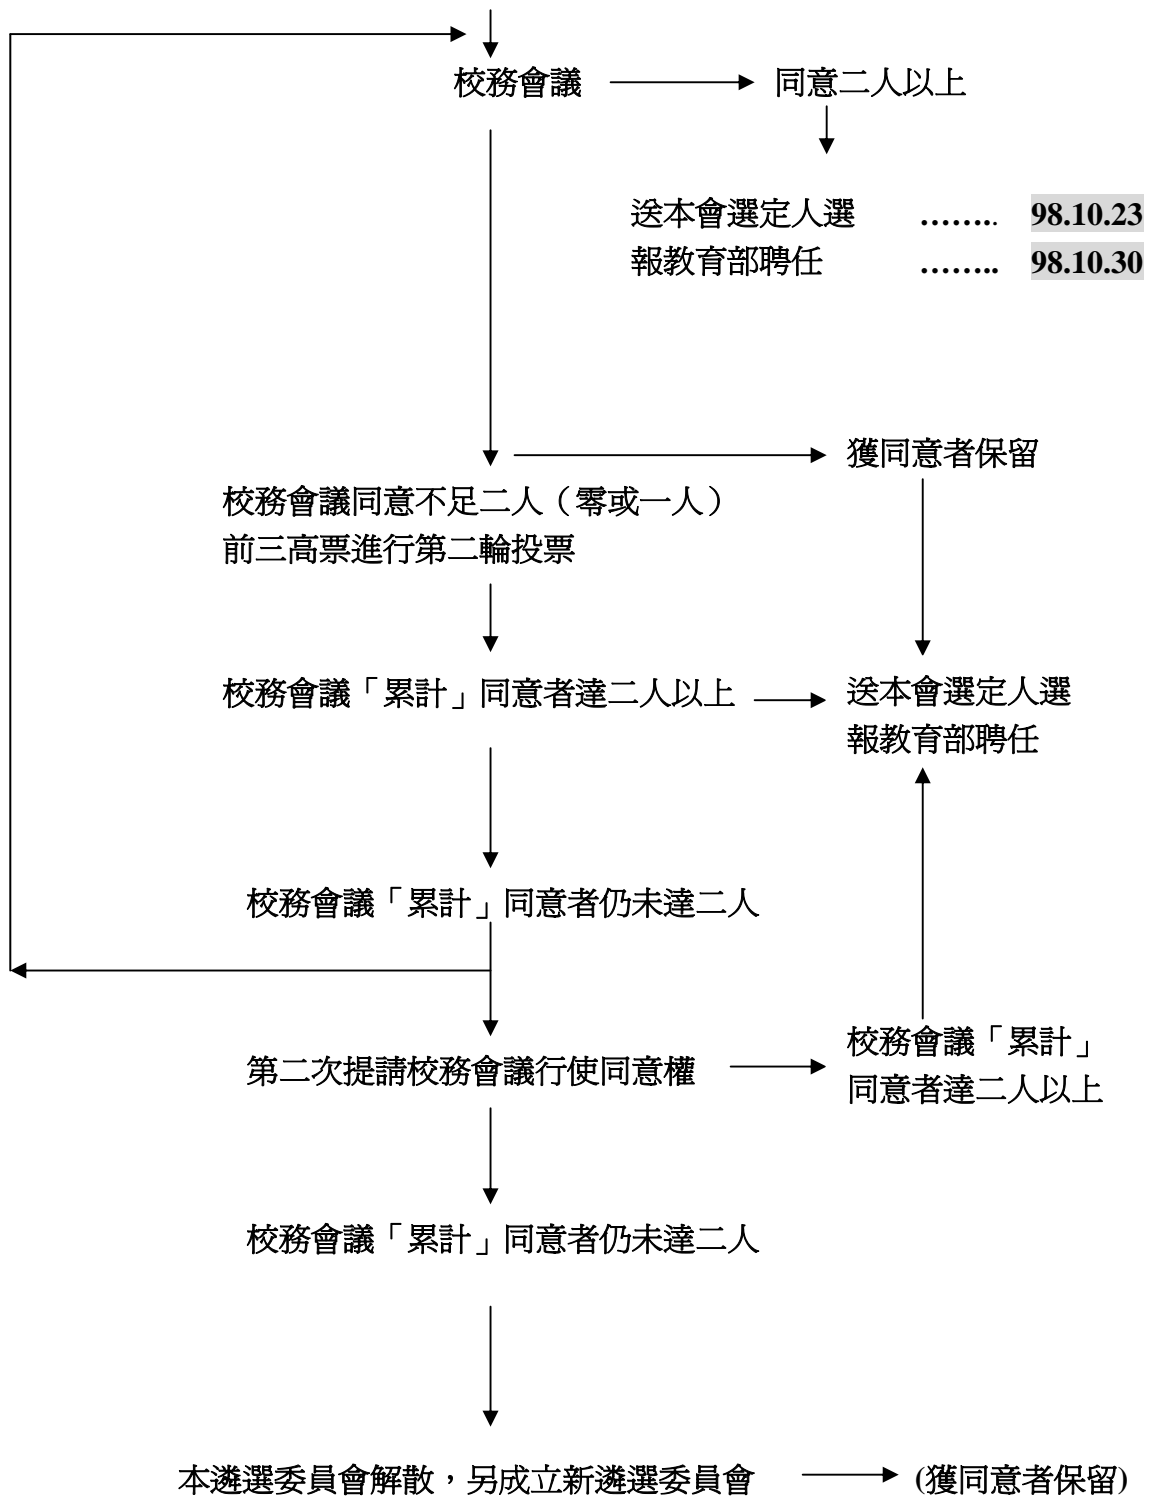 校務會議
同意二人以上
送本會選定人選 …….. 98.10.23
報教育部聘任 …….. 98.10.30
獲同意者保留
校務會議同意不足二人（零或一人）
前三高票進行第二輪投票
校務會議「累計」同意者達二人以上
送本會選定人選
報教育部聘任
校務會議「累計」同意者仍未達二人
第二次提請校務會議行使同意權
校務會議「累計」
同意者達二人以上
校務會議「累計」同意者仍未達二人
本遴選委員會解散，另成立新遴選委員會
(獲同意者保留)